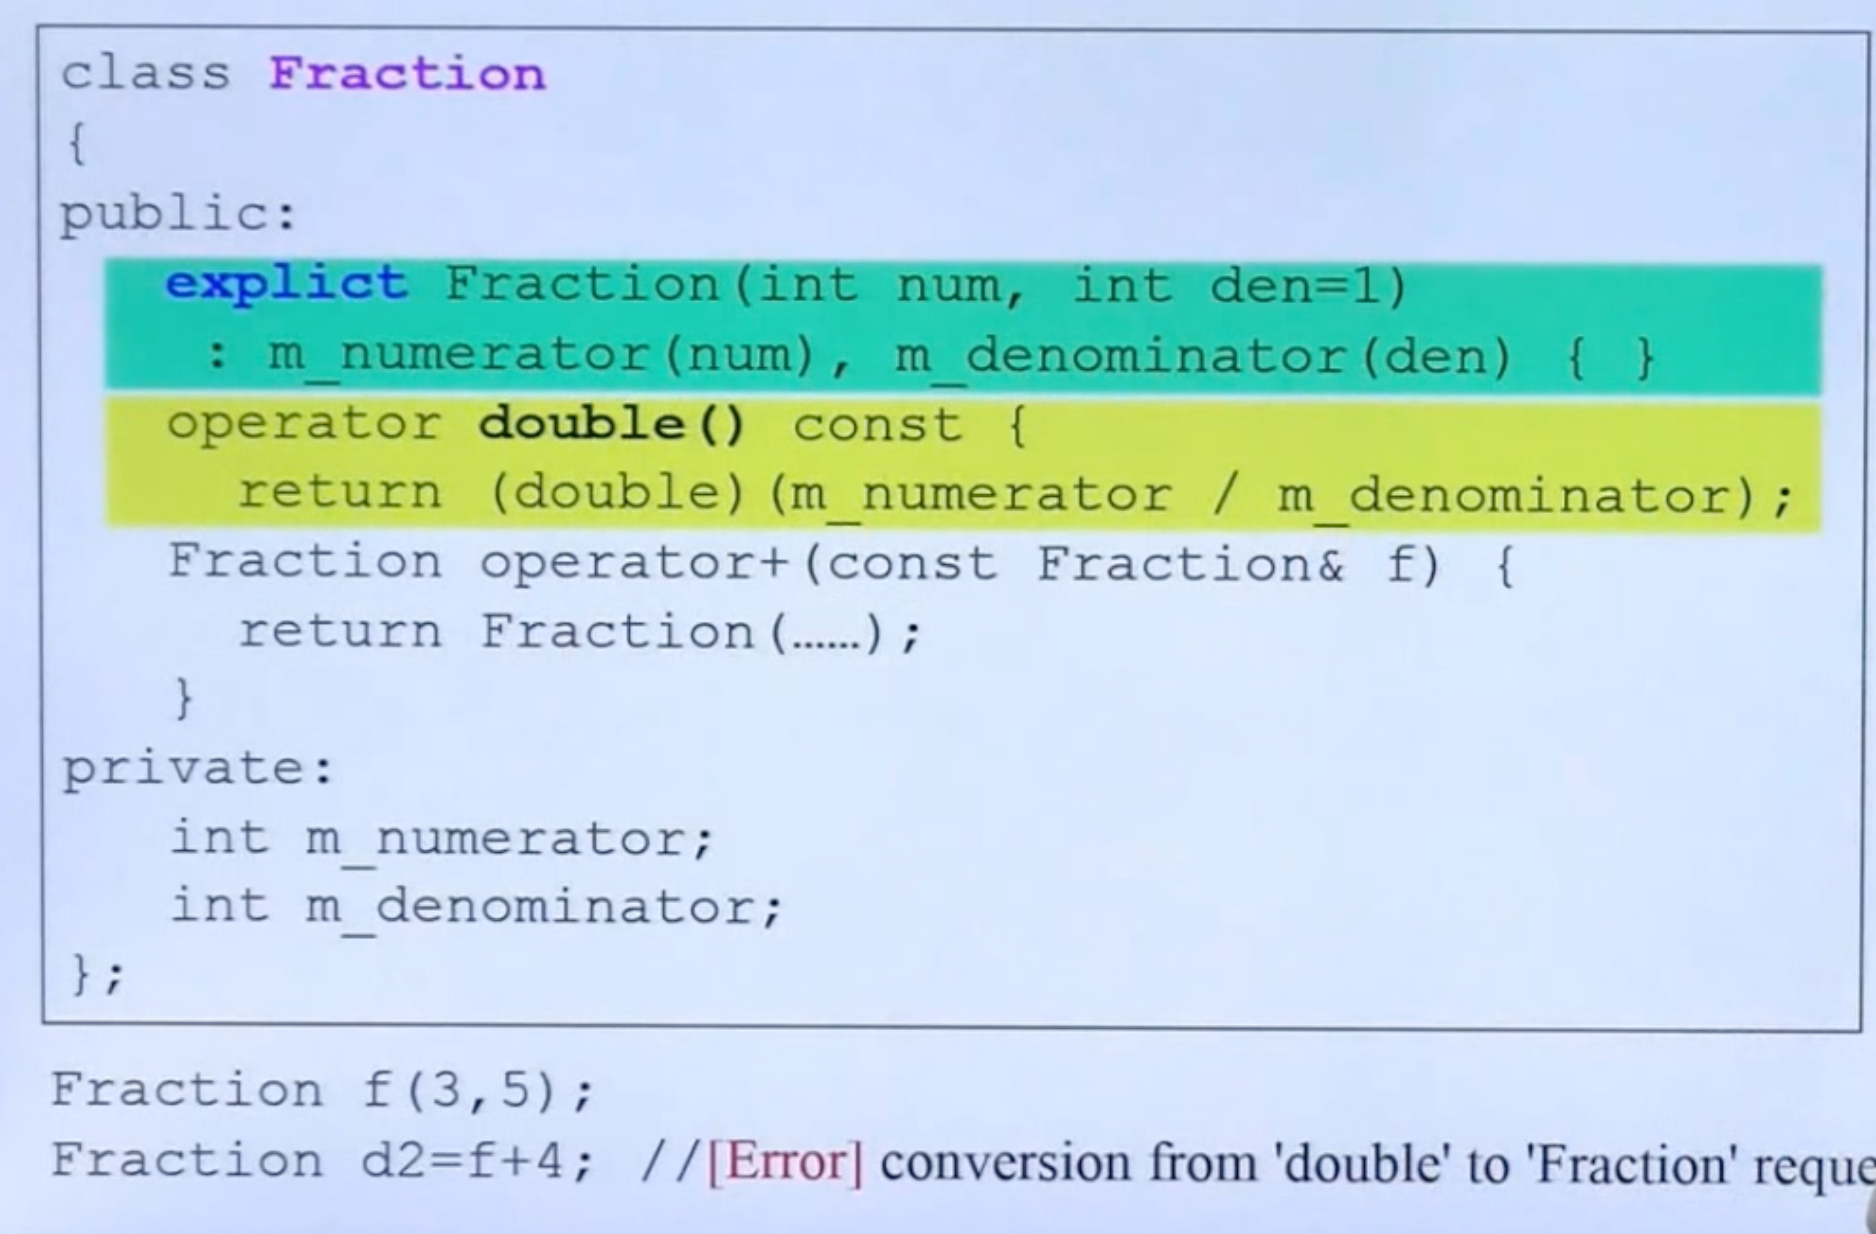 class Fraction
{
public:
explict Fraction(int num, int den=1)
: m_numerator(num), m_denominator(den) { }
operator double() const {
return (double)(m_numerator / m_denominator);
Fraction operator+(const Fraction& f) {
return Fraction(……);
}
private:
int m_numerator;
int m_denominator;
};
Fraction f(3,5);
Fraction d2=f+4; //[Error] conversion from 'double' to 'Fraction' reque